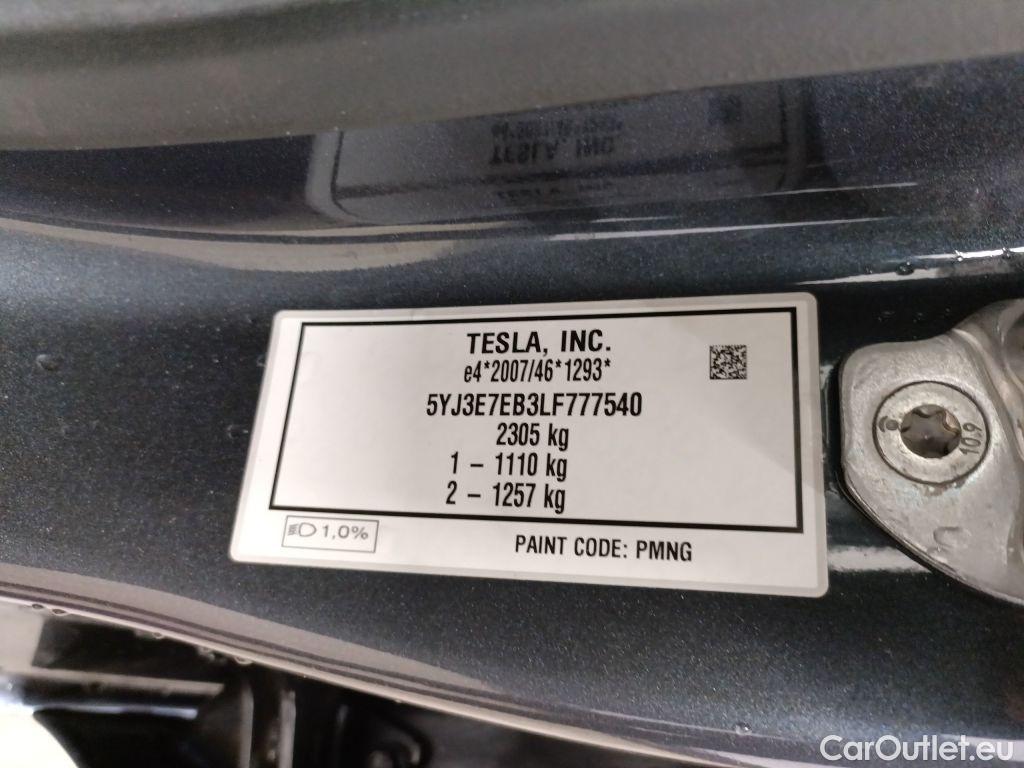 TESLA, INC.
e4*2007/46*1293*
5YJ3E7EB3LF777540
2305 kg
1 – 1110 kg
2 – 1257 kg
1,0%
PAINT CODE: PMNG
10.9
CarOutlet.eu